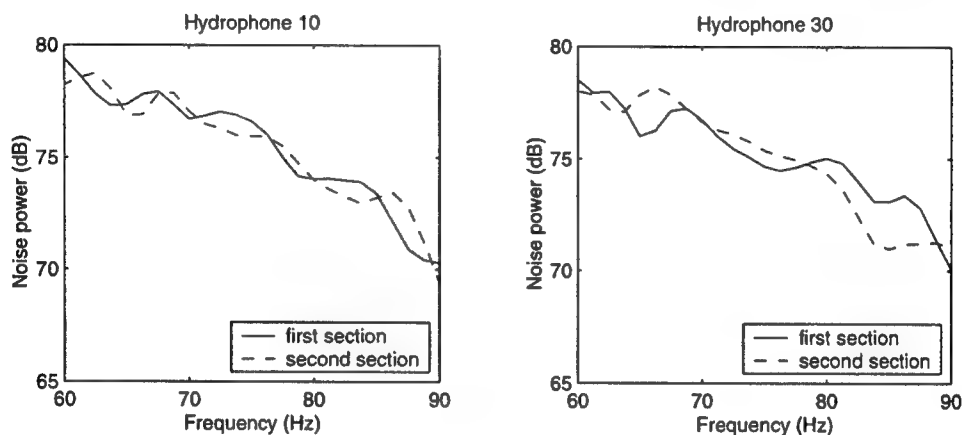 Hydrophone 10
80
75
70
65
Noise power (dB)
first section
second section
60
70
80
90
Frequency (Hz)
Hydrophone 30
80
75
70
65
Noise power (dB)
first section
second section
60
70
80
90
Frequency (Hz)